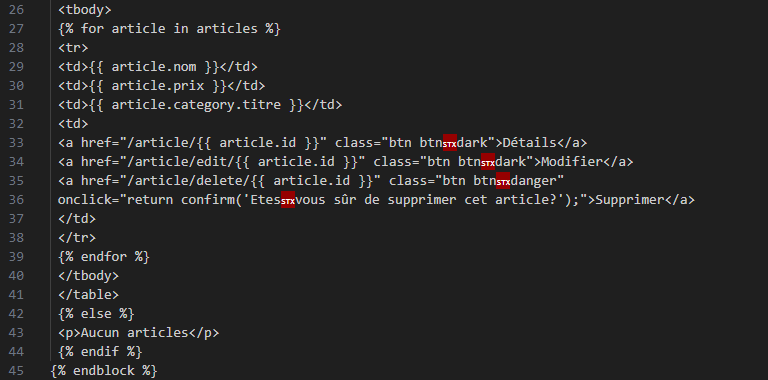 26 <tbody>
27 {% for article in articles %}
28 <tr>
29 <td>{{ article.nom }}</td>
30 <td>{{ article.prix }}</td>
31 <td>{{ article.category.titre }}</td>
32 <td>
33 <a href="/article/{{ article.id }}" class="btn btnSTXdark">Détails</a>
34 <a href="/article/edit/{{ article.id }}" class="btn btnSTXdark">Modifier</a>
35 <a href="/article/delete/{{ article.id }}" class="btn btnSTXdanger"
36 onclick="return confirm('EtesSTXvous sûr de supprimer cet article?');">Supprimer</a>
37 </td>
38 </tr>
39 {% endfor %}
40 </tbody>
41 </table>
42 {% else %}
43 <p>Aucun articles</p>
44 {% endif %}
45 {% endblock %}